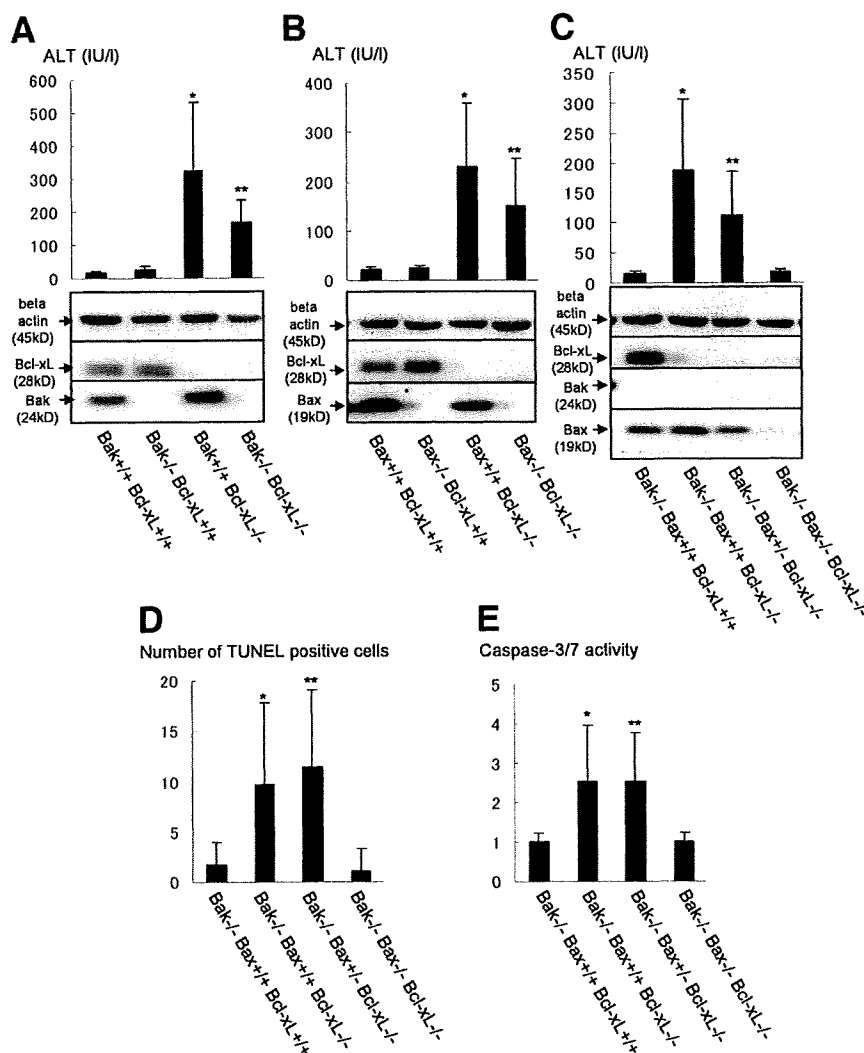 A
ALT (IU/l)
600
500
400
300
200
100
0
*
**
beta
actin
(45kD)
Bcl-xL
(28kD)
Bak
(24kD)
Bak+/+ Bcl-xL+/+
Bak-/- Bcl-xL+/+
Bak+/+ Bcl-xL-/-
Bak-/- Bcl-xL-/-
B
ALT (IU/l)
400
300
200
100
0
*
**
beta
actin
(45kD)
Bcl-xL
(28kD)
Bax
(19kD)
Bax+/+ Bcl-xL+/+
Bax-/- Bcl-xL+/+
Bax+/+ Bcl-xL-/-
Bax-/- Bcl-xL-/-
C
ALT (IU/l)
350
300
250
200
150
100
50
0
*
**
beta
actin
(45kD)
Bcl-xL
(28kD)
Bak
(24kD)
Bax
(19kD)
Bak-/- Bax+/+ Bcl-xL+/+
Bak-/- Bax+/+ Bcl-xL-/-
Bak-/- Bax+/- Bcl-xL-/-
Bak-/- Bax-/- Bcl-xL-/-
D
Number of TUNEL positive cells
20
15
10
5
0
*
**
Bak-/- Bax+/+ Bcl-xL+/+
Bak-/- Bax+/+ Bcl-xL-/-
Bak-/- Bax+/- Bcl-xL-/-
Bak-/- Bax-/- Bcl-xL-/-
E
Caspase-3/7 activity
5
4
3
2
1
0
*
**
Bak-/- Bax+/+ Bcl-xL+/+
Bak-/- Bax+/+ Bcl-xL-/-
Bak-/- Bax+/- Bcl-xL-/-
Bak-/- Bax-/- Bcl-xL-/-